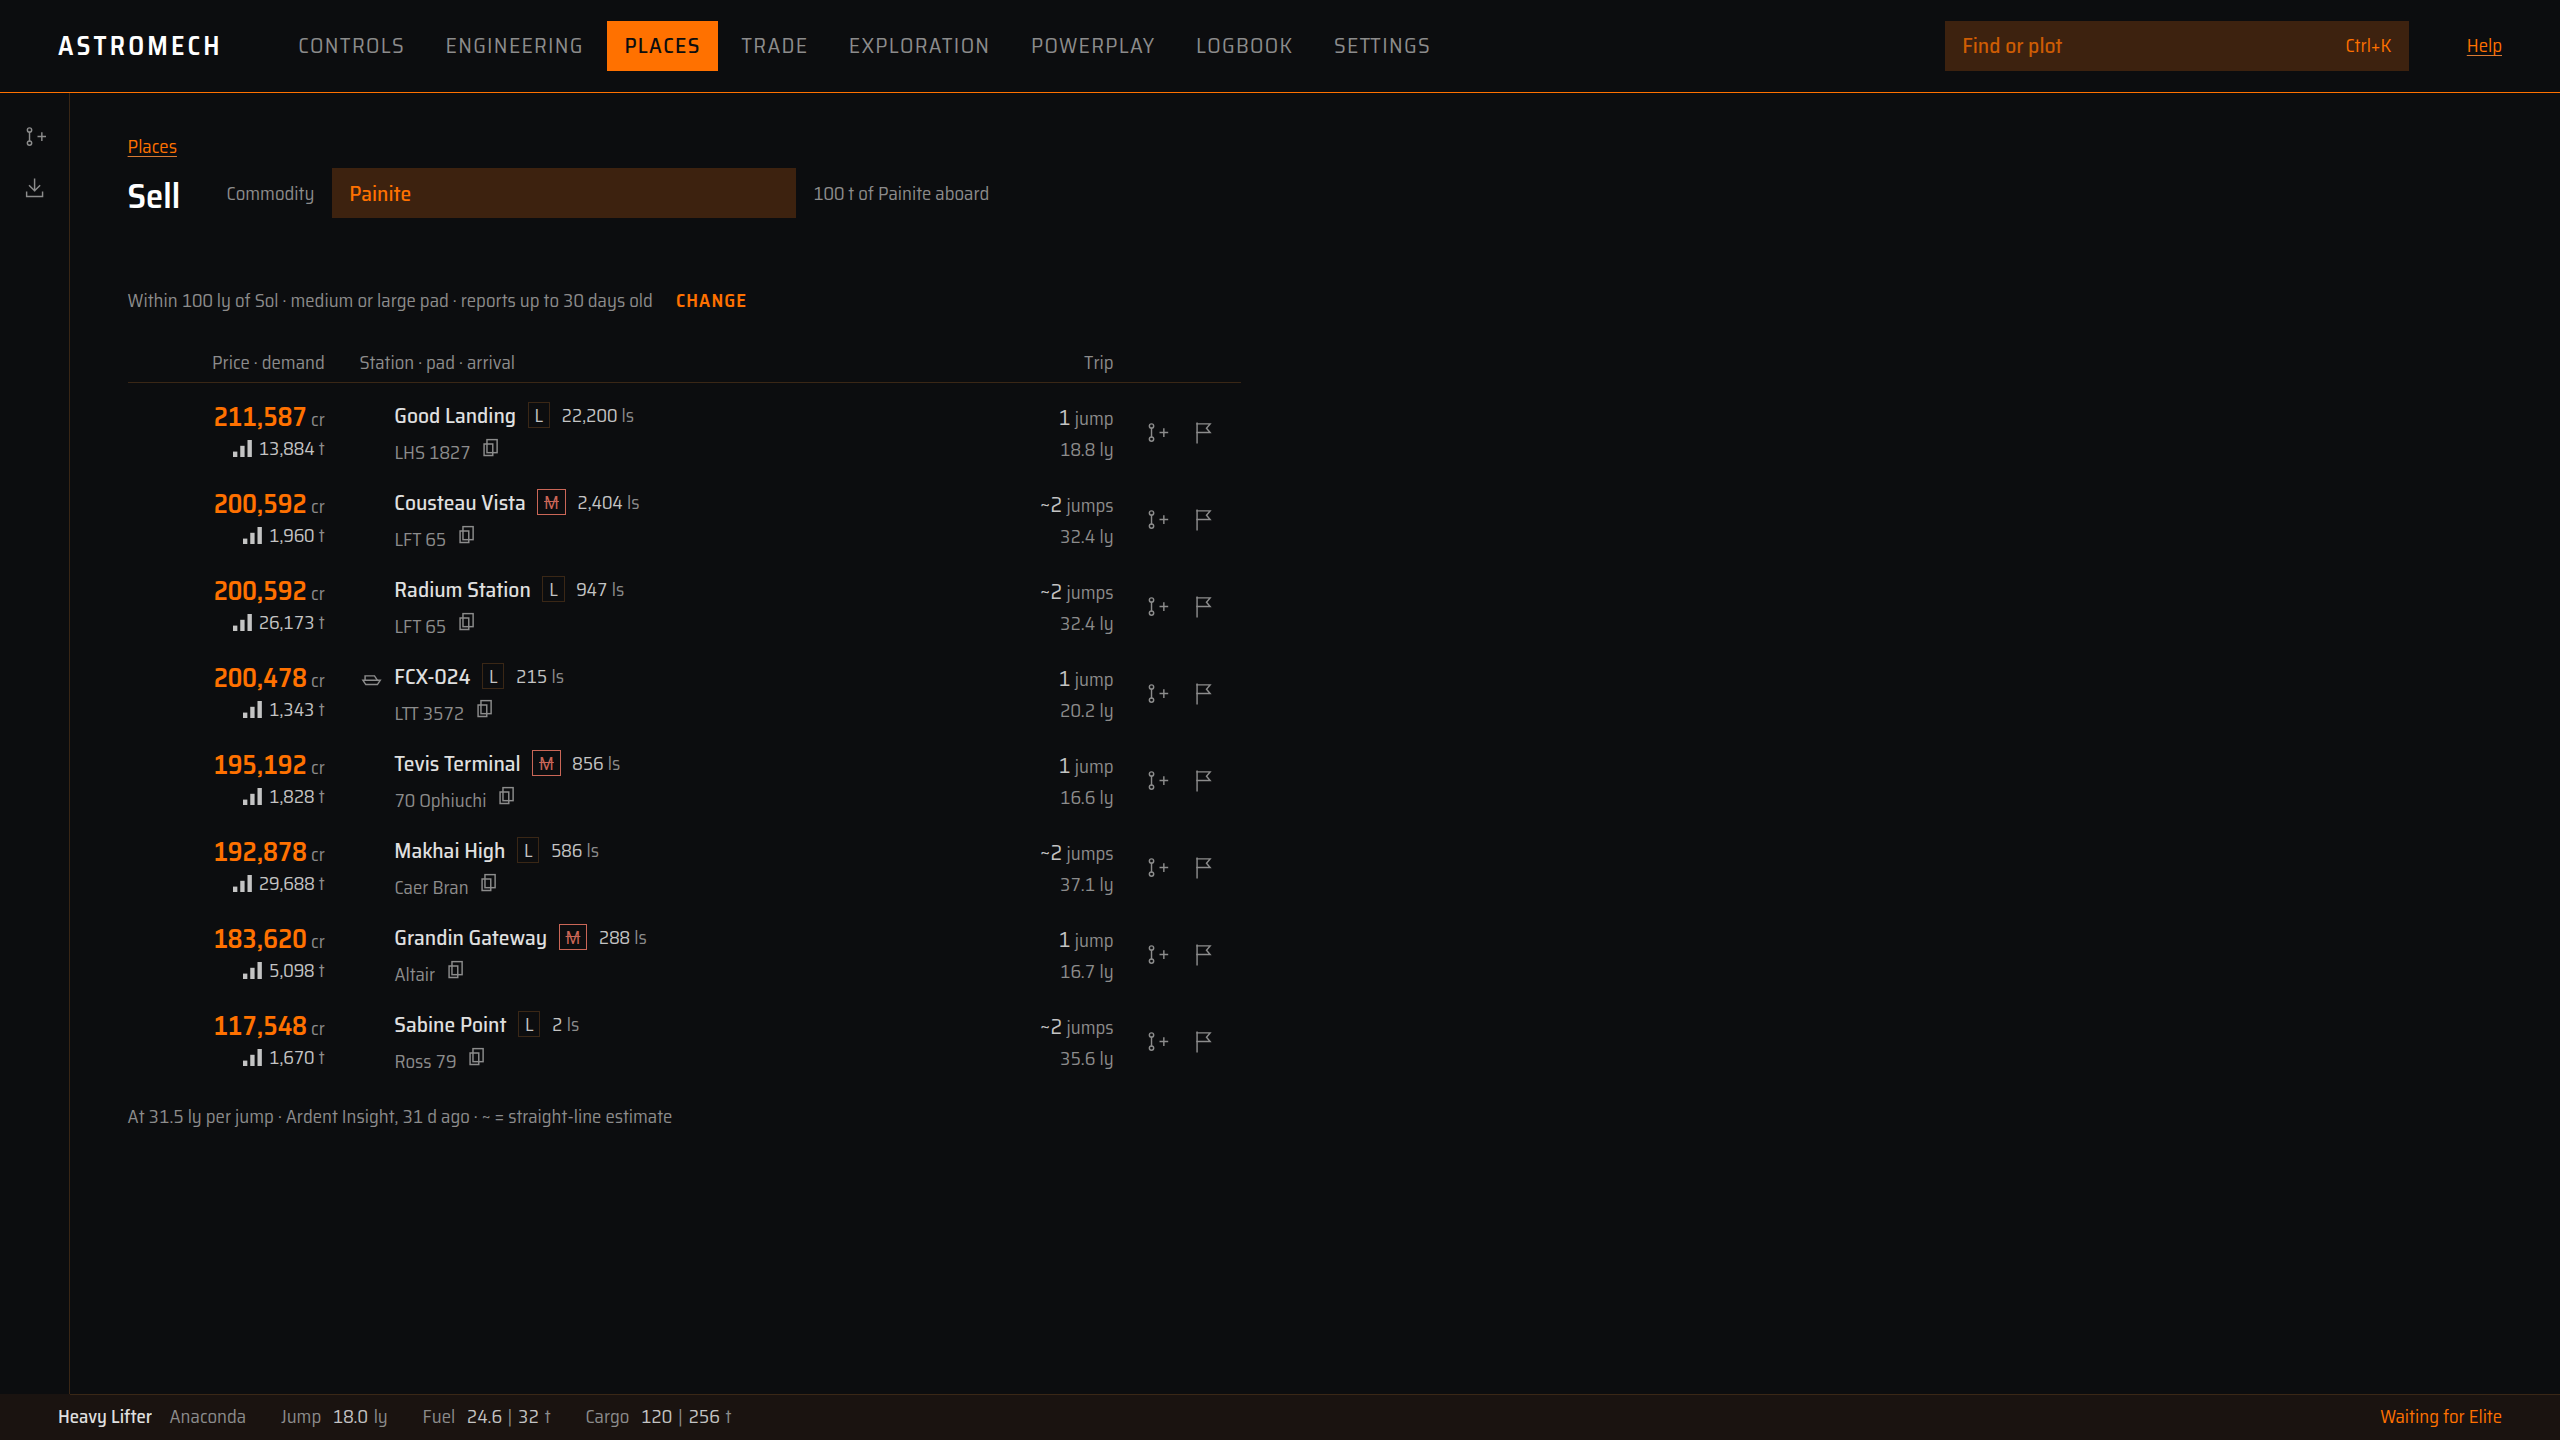 ASTROMECH CONTROLS ENGINEERING PLACES TRADE EXPLORATION POWERPLAY LOGBOOK SETTINGS Find or plot Ctrl+K Help
Places
Sell Commodity Painite 100 t of Painite aboard
Within 100 ly of Sol · medium or large pad · reports up to 30 days old CHANGE
Price · demand Station · pad · arrival Trip
211,587 cr Good Landing L 22,200 ls 1 jump
13,884 t LHS 1827 18.8 ly
200,592 cr Cousteau Vista M 2,404 ls ~2 jumps
1,960 t LFT 65 32.4 ly
200,592 cr Radium Station L 947 ls ~2 jumps
26,173 t LFT 65 32.4 ly
200,478 cr FCX-024 L 215 ls 1 jump
1,343 t LTT 3572 20.2 ly
195,192 cr Tevis Terminal M 856 ls 1 jump
1,828 t 70 Ophiuchi 16.6 ly
192,878 cr Makhai High L 586 ls ~2 jumps
29,688 t Caer Bran 37.1 ly
183,620 cr Grandin Gateway M 288 ls 1 jump
5,098 t Altair 16.7 ly
117,548 cr Sabine Point L 2 ls ~2 jumps
1,670 t Ross 79 35.6 ly
At 31.5 ly per jump · Ardent Insight, 31 d ago · ~ = straight-line estimate
Heavy Lifter Anaconda Jump 18.0 ly Fuel 24.6 | 32 t Cargo 120 | 256 t Waiting for Elite